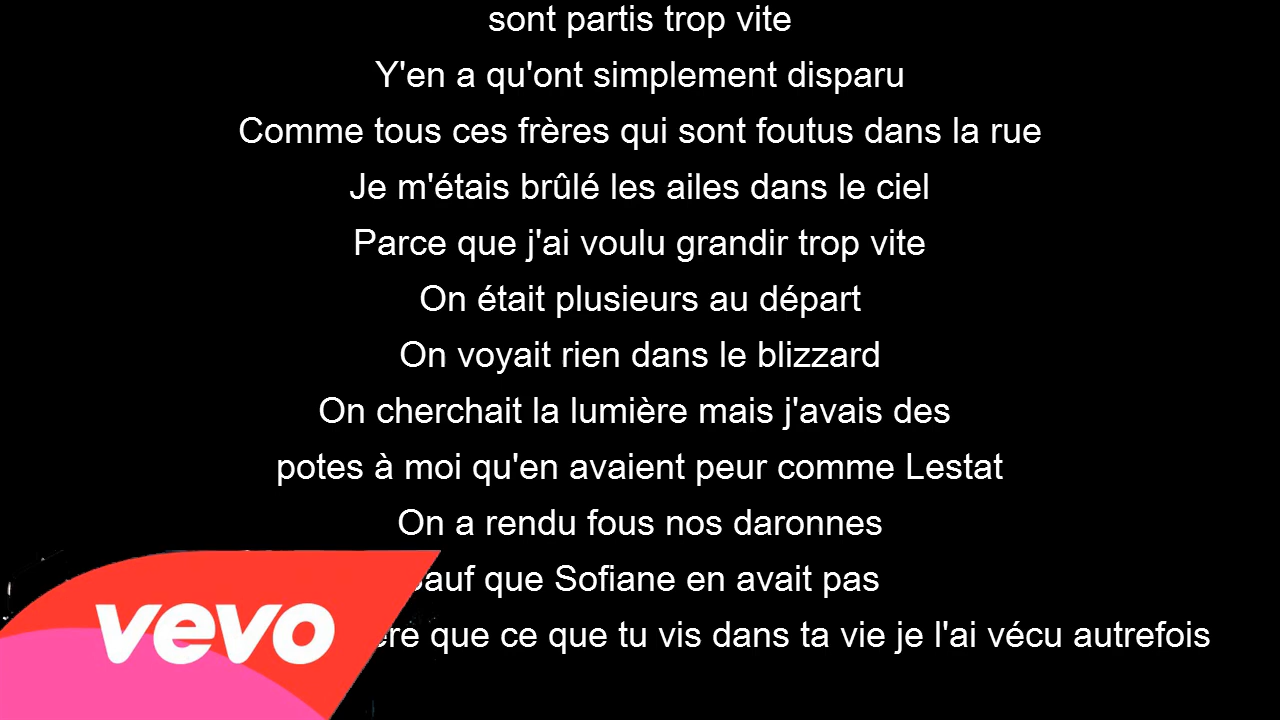 sont partis trop vite
Y'en a qu'ont simplement disparu
Comme tous ces frères qui sont foutus dans la rue
Je m'étais brûlé les ailes dans le ciel
Parce que j'ai voulu grandir trop vite
On était plusieurs au départ
On voyait rien dans le blizzard
On cherchait la lumière mais j'avais des
potes à moi qu'en avaient peur comme Lestat
On a rendu fous nos daronnes
que Sofiane en avait pas
que ce que tu vis dans ta vie je l'ai vécu autrefois
vevo